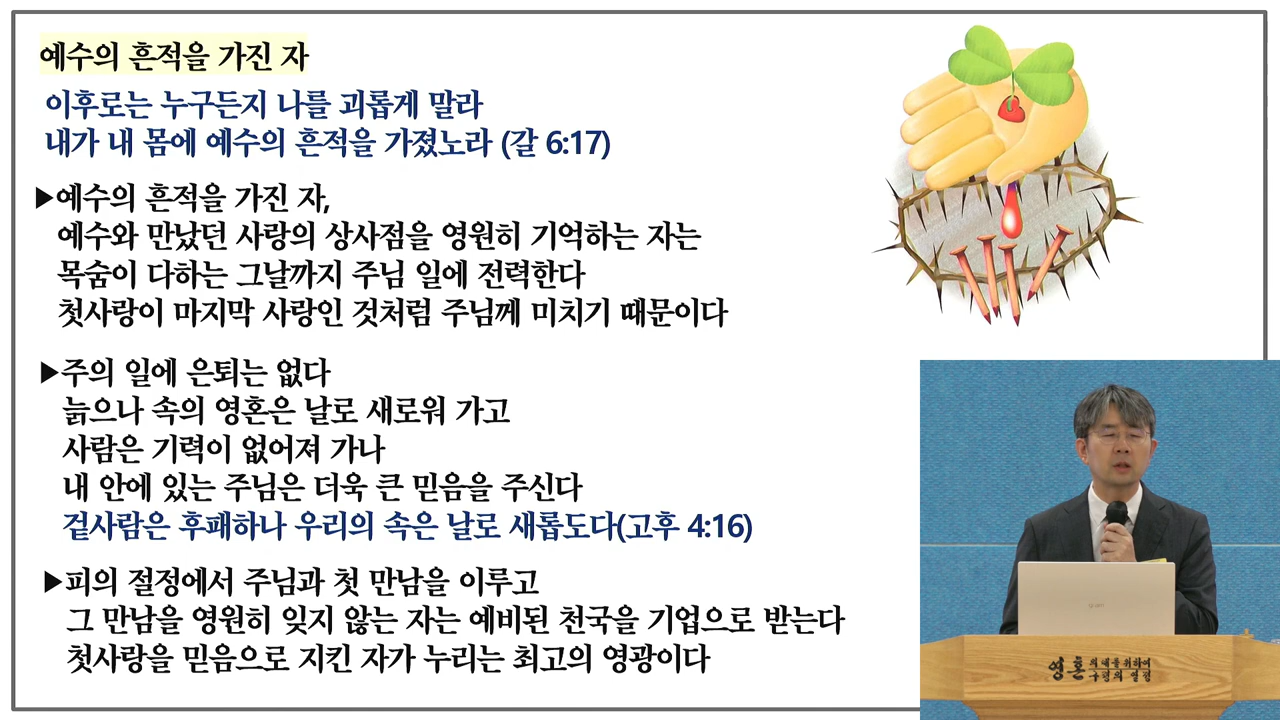 예수의 흔적을 가진 자
이후로는 누구든지 나를 괴롭게 말라
내가 내 몸에 예수의 흔적을 가졌노라 (갈 6:17)
▶예수의 흔적을 가진 자,
예수와 만났던 사랑의 상사점을 영원히 기억하는 자는
목숨이 다하는 그날까지 주님 일에 전력한다
첫사랑이 마지막 사랑인 것처럼 주님께 미치기 때문이다
▶주의 일에 은퇴는 없다
늙으나 속의 영혼은 날로 새로워 가고
사람은 기력이 없어져 가나
내 안에 있는 주님은 더욱 큰 믿음을 주신다
겉사람은 후패하나 우리의 속은 날로 새롭도다(고후 4:16)
▶피의 절정에서 주님과 첫 만남을 이루고
그 만남을 영원히 잊지 않는 자는 예비된 천국을 기업으로 받는다
첫사랑을 믿음으로 지킨 자가 누리는 최고의 영광이다
영혼
의 때를 위하여
구령의 열정